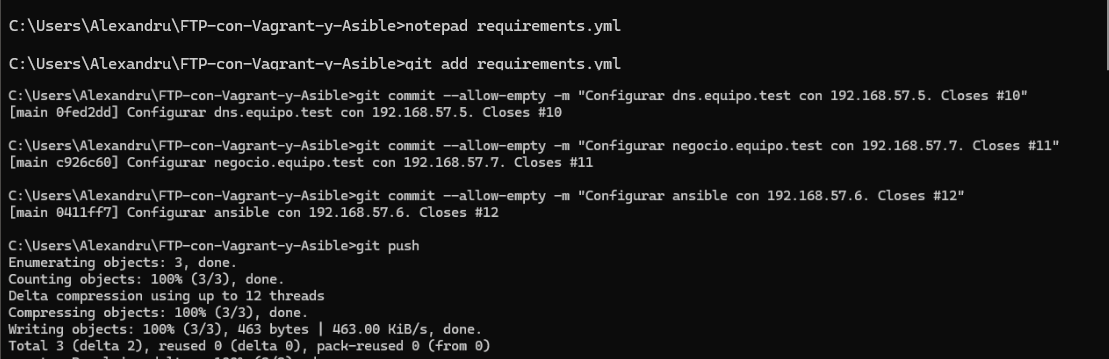 C:\Users\Alexandru\FTP-con-Vagrant-y-Asible>notepad requirements.yml
C:\Users\Alexandru\FTP-con-Vagrant-y-Asible>git add requirements.yml
C:\Users\Alexandru\FTP-con-Vagrant-y-Asible>git commit --allow-empty -m "Configurar dns.equipo.test con 192.168.57.5. Closes #10"
[main 0fed2dd] Configurar dns.equipo.test con 192.168.57.5. Closes #10
C:\Users\Alexandru\FTP-con-Vagrant-y-Asible>git commit --allow-empty -m "Configurar negocio.equipo.test con 192.168.57.7. Closes #11"
[main c926c60] Configurar negocio.equipo.test con 192.168.57.7. Closes #11
C:\Users\Alexandru\FTP-con-Vagrant-y-Asible>git commit --allow-empty -m "Configurar ansible con 192.168.57.6. Closes #12"
[main 0411ff7] Configurar ansible con 192.168.57.6. Closes #12
C:\Users\Alexandru\FTP-con-Vagrant-y-Asible>git push
Enumerating objects: 3, done.
Counting objects: 100% (3/3), done.
Delta compression using up to 12 threads
Compressing objects: 100% (3/3), done.
Writing objects: 100% (3/3), 463 bytes | 463.00 KiB/s, done.
Total 3 (delta 2), reused 0 (delta 0), pack-reused 0 (from 0)